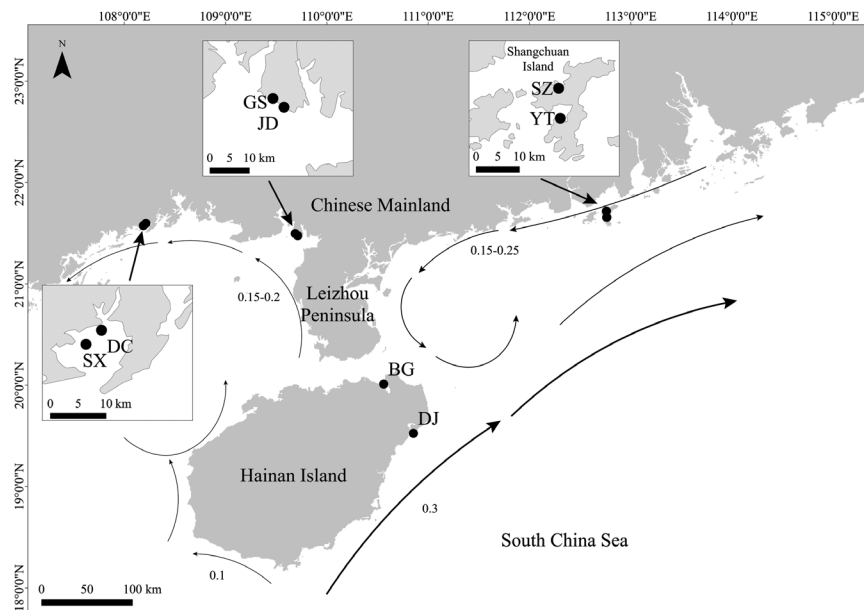 108°0'0"E 109°0'0"E 110°0'0"E 111°0'0"E 112°0'0"E 113°0'0"E 114°0'0"E 115°0'0"E
N
23°0'0"N
22°0'0"N
21°0'0"N
20°0'0"N
19°0'0"N
18°0'0"N
GS
JD
0 5 10 km
Shangchuan
Island
SZ
YT
0 5 10 km
Chinese Mainland
0.15-0.25
0.15-0.2
Leizhou
Peninsula
DC
SX
0 5 10 km
BG
DJ
Hainan Island
0.3
South China Sea
0.1
0 50 100 km